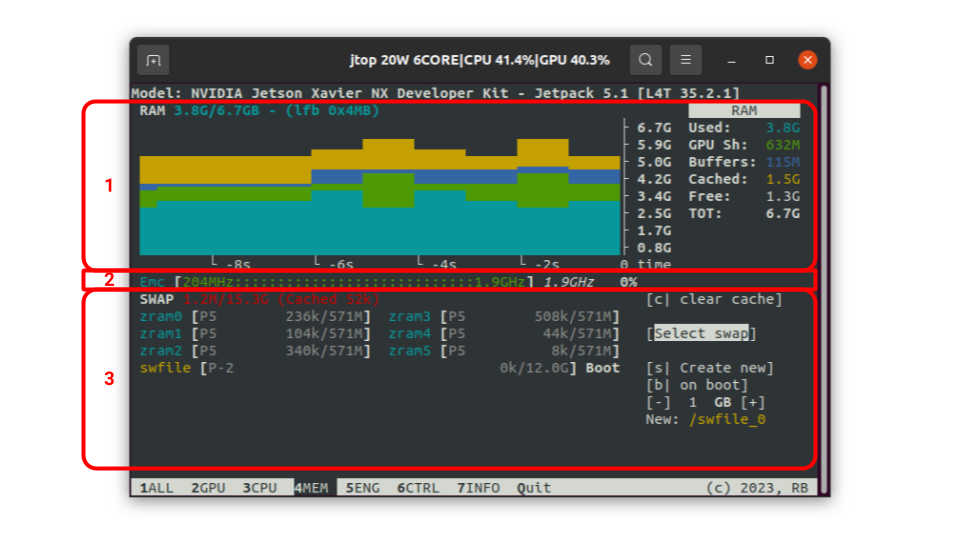 jtop 20W 6CORE|CPU 41.4%|GPU 40.3%
Model: NVIDIA Jetson Xavier NX Developer Kit - Jetpack 5.1 [L4T 35.2.1]
RAM 3.8G/6.7GB - (lfb 0x4MB) RAM
6.7G Used: 3.8G
5.9G GPU Sh: 632M
5.0G Buffers: 115M
1 4.2G Cached: 1.5G
3.4G Free: 1.3G
2.5G TOT: 6.7G
1.7G
0.8G
-8s -6s -4s -2s 0 time
2 Emc [204MHz::::::::::::::::::::::::::::1.9GHz] 1.9GHz 0%
SWAP 1.2M/15.3G (Cached 52k) [c| clear cache]
zram0 [P5 236k/571M] zram3 [P5 508k/571M]
zram1 [P5 104k/571M] zram4 [P5 44k/571M] [Select swap]
zram2 [P5 340k/571M] zram5 [P5 8k/571M]
swfile [P-2 0k/12.0G] Boot [s| Create new]
3 [b| on boot]
[-] 1 GB [+]
New: /swfile_0
1ALL 2GPU 3CPU 4MEM 5ENG 6CTRL 7INFO Quit (c) 2023, RB